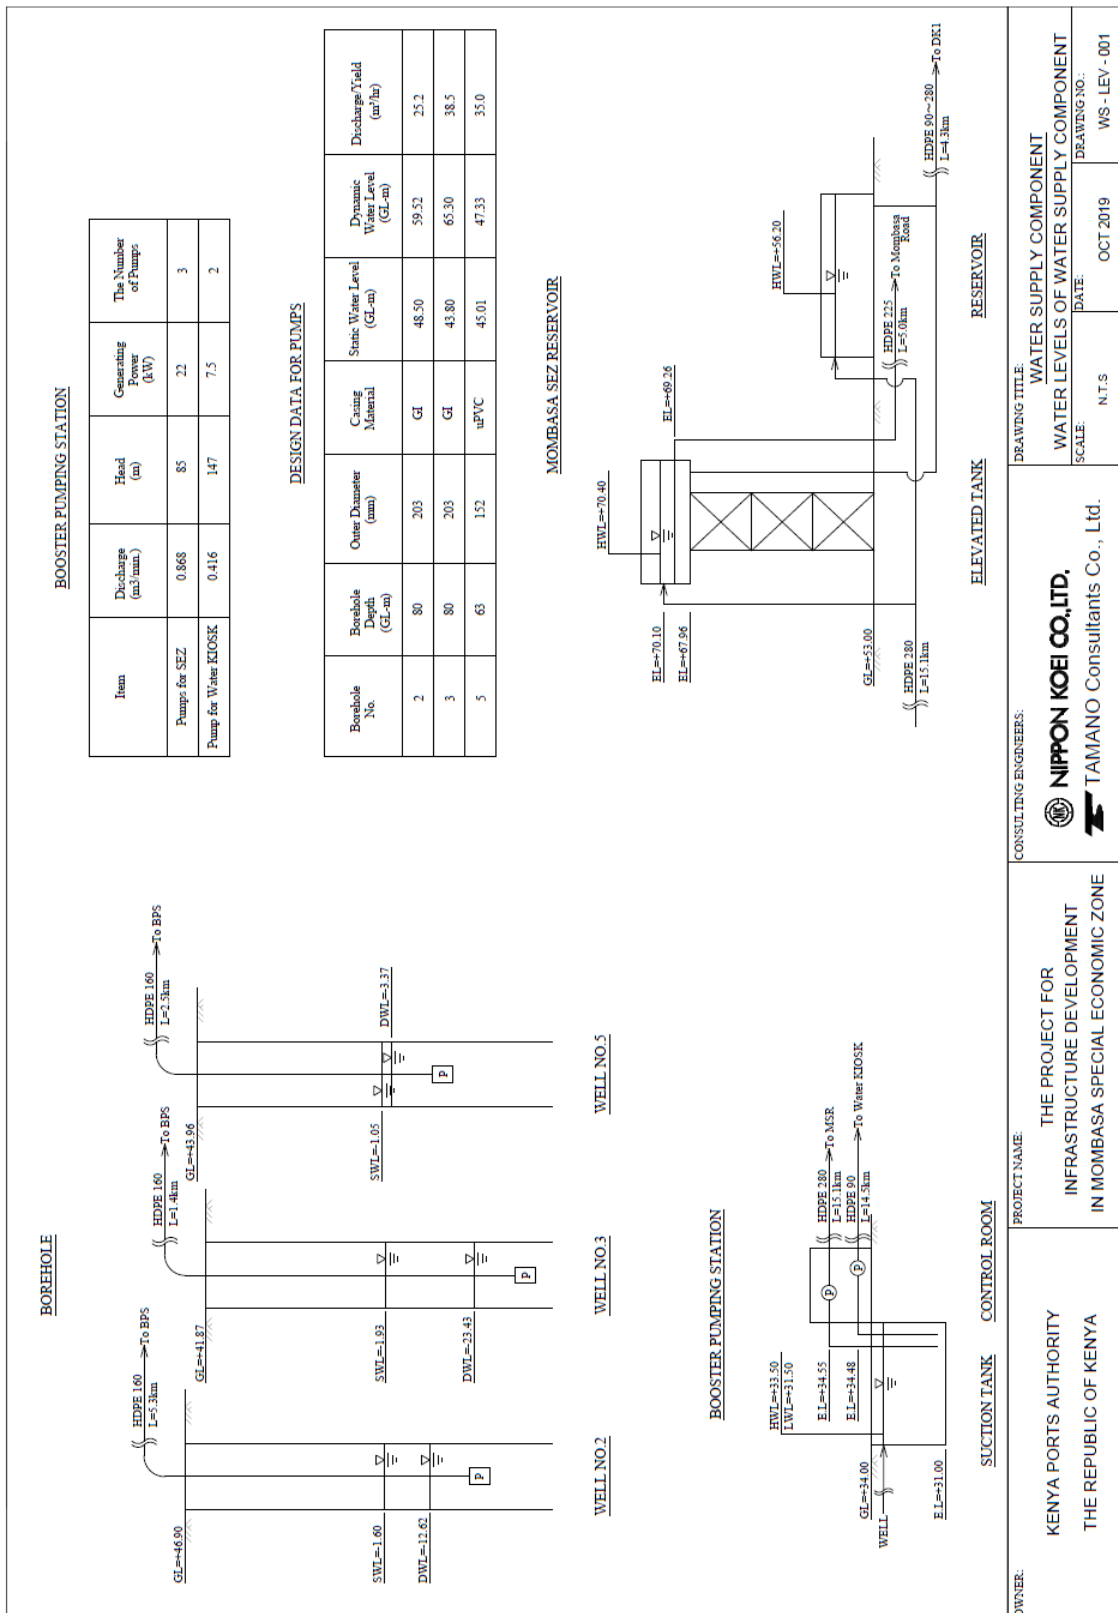 BOREHOLE
HDPE 160
L=5.3km
To BPS
GL=+46.90
SWL=-1.60
DWL=-12.62
P
WELL NO.2
HDPE 160
L=1.4km
To BPS
GL=+41.87
SWL=-1.93
DWL=-23.43
P
WELL NO.3
HDPE 160
L=2.5km
To BPS
GL=+43.96
SWL=-1.05
DWL=-3.37
P
WELL NO.5
BOOSTER PUMPING STATION
Item Discharge (m3/min.) Head (m) Generating Power (kW) The Number of Pumps
Pumps for SEZ 0.868 85 22 3
Pump for Water KIOSK 0.416 147 7.5 2
DESIGN DATA FOR PUMPS
Borehole No. Borehole Depth (GL-m) Outer Diameter (mm) Casing Material Static Water Level (GL-m) Dynamic Water Level (GL-m) Discharge/Yield (m³/hr)
2 80 203 GI 48.50 59.52 25.2
3 80 203 GI 43.80 65.30 38.5
5 63 152 uPVC 45.01 47.33 35.0
BOOSTER PUMPING STATION
HWL=+33.50
LWL=+31.50
E.L=+34.55
E.L=+34.48
GL=+34.00
WELL
E.L=+31.00
P
P
HDPE 280
L=15.1km
To MSR
HDPE 90
L=14.5km
To Water KIOSK
SUCTION TANK
CONTROL ROOM
MOMBASA SEZ RESERVOIR
HWL=+70.40
EL=+70.10
EL=+67.96
EL=+69.26
GL=+53.00
HDPE 280
L=15.1km
HWL=+56.20
HDPE 225
L=5.0km
To Mombasa
Road
HDPE 90~280
L=4.3km
To DK1
ELEVATED TANK
RESERVOIR
OWNER:
KENYA PORTS AUTHORITY
THE REPUBLIC OF KENYA
PROJECT NAME:
THE PROJECT FOR
INFRASTRUCTURE DEVELOPMENT
IN MOMBASA SPECIAL ECONOMIC ZONE
CONSULTING ENGINEERS:
NK NIPPON KOEI CO.,LTD.
TAMANO Consultants Co., Ltd.
DRAWING TITLE:
WATER SUPPLY COMPONENT
WATER LEVELS OF WATER SUPPLY COMPONENT
SCALE:
N.T.S
DATE:
OCT 2019
DRAWING NO.:
WS - LEV - 001